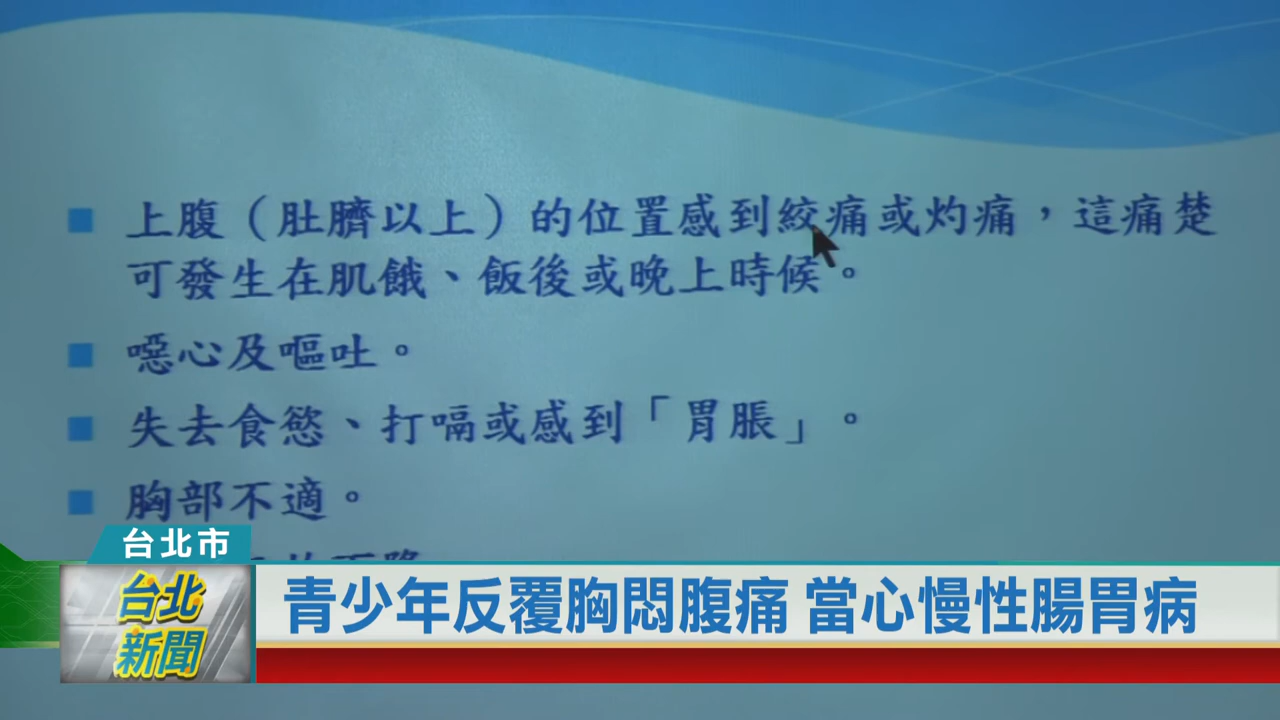 上腹（肚臍以上）的位置感到絞痛或灼痛，這痛楚
可發生在肌餓、飯後或晚上時候。
噁心及嘔吐。
失去食慾、打嗝或感到「胃脹」。
胸部不適。
台北市
台北
新聞
青少年反覆胸悶腹痛 當心慢性腸胃病